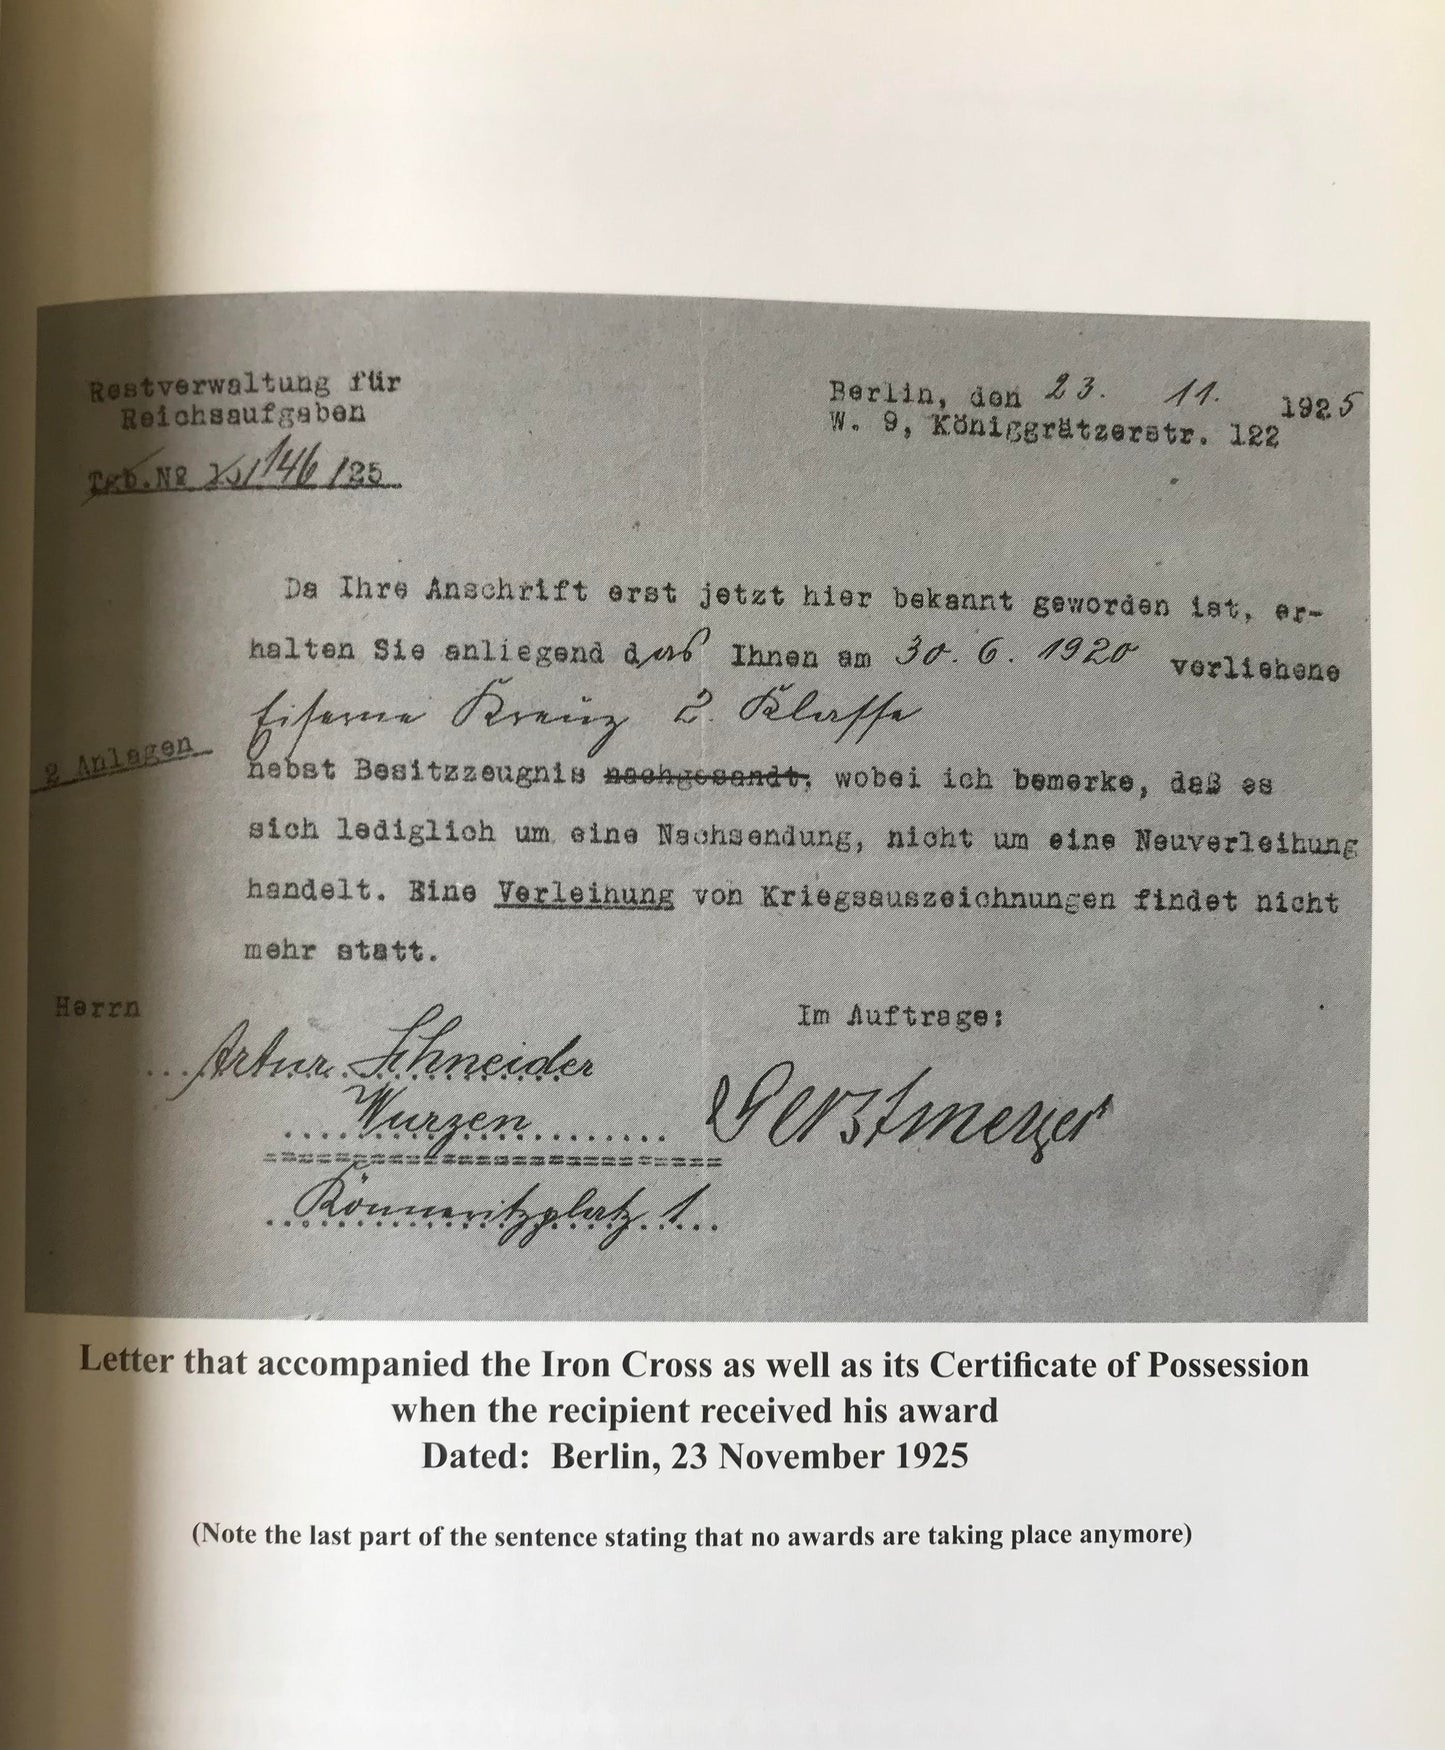 Restverwaltung für
Reichsaufgaben
Tgb.No /146 /25
Berlin, den 23. 11. 1925
W. 9, Königgrätzerstr. 122
Da Ihre Anschrift erst jetzt hier bekannt geworden ist, er-
halten Sie anliegend das Ihnen am 30. 6. 1920 verliehene
Eiserne Kreuz 2. Klasse
2 Anlagen
nebst Besitzzeugnis nachgesandt, wobei ich bemerke, daß es
sich lediglich um eine Nachsendung, nicht um eine Neuverleihung
handelt. Eine Verleihung von Kriegsauszeichnungen findet nicht
mehr statt.
Herrn
Im Auftrage:
Artur Schneider
Wurzen
Könneritzplatz 1
Letter that accompanied the Iron Cross as well as its Certificate of Possession
when the recipient received his award
Dated: Berlin, 23 November 1925
(Note the last part of the sentence stating that no awards are taking place anymore)